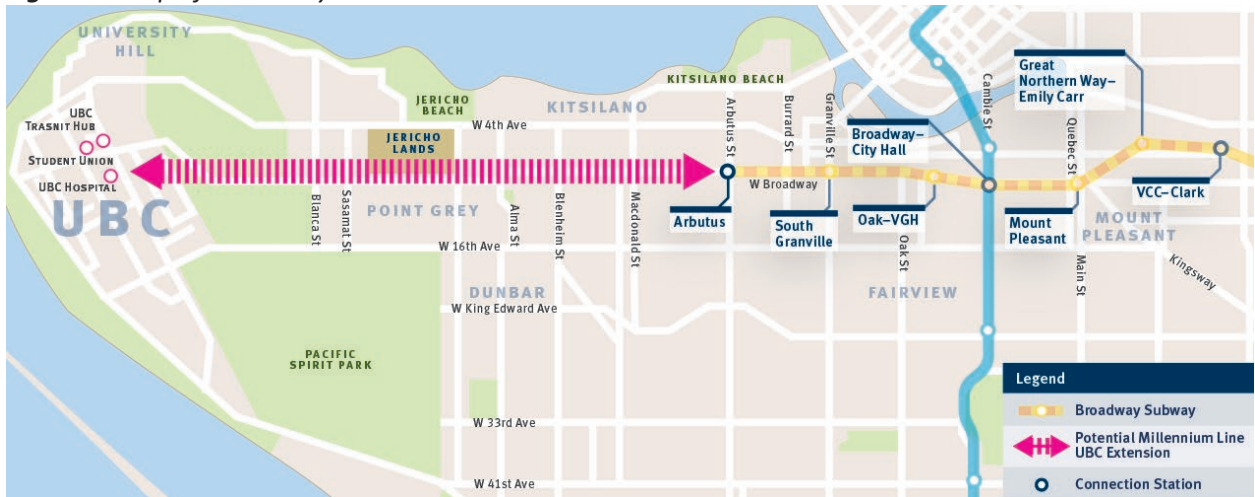 UNIVERSITY
HILL
UBC
TRASNIT HUB
STUDENT UNION
UBC HOSPITAL
UBC
JERICHO
BEACH
JERICHO
LANDS
W 4th Ave
KITSILANO
KITSILANO BEACH
POINT GREY
Blanca St
Sasamat St
Alma St
Blenheim St
Macdonald St
Arbutus St
Burrard St
Granville St
W Broadway
Arbutus
South
Granville
Oak–VGH
Oak St
Broadway–
City Hall
Cambie St
Great
Northern Way–
Emily Carr
Quebec St
Mount
Pleasant
Main St
MOUNT
PLEASANT
VCC–Clark
Kingsway
W 16th Ave
DUNBAR
W King Edward Ave
FAIRVIEW
PACIFIC
SPIRIT PARK
W 33rd Ave
W 41st Ave
Legend
Broadway Subway
Potential Millennium Line
UBC Extension
Connection Station